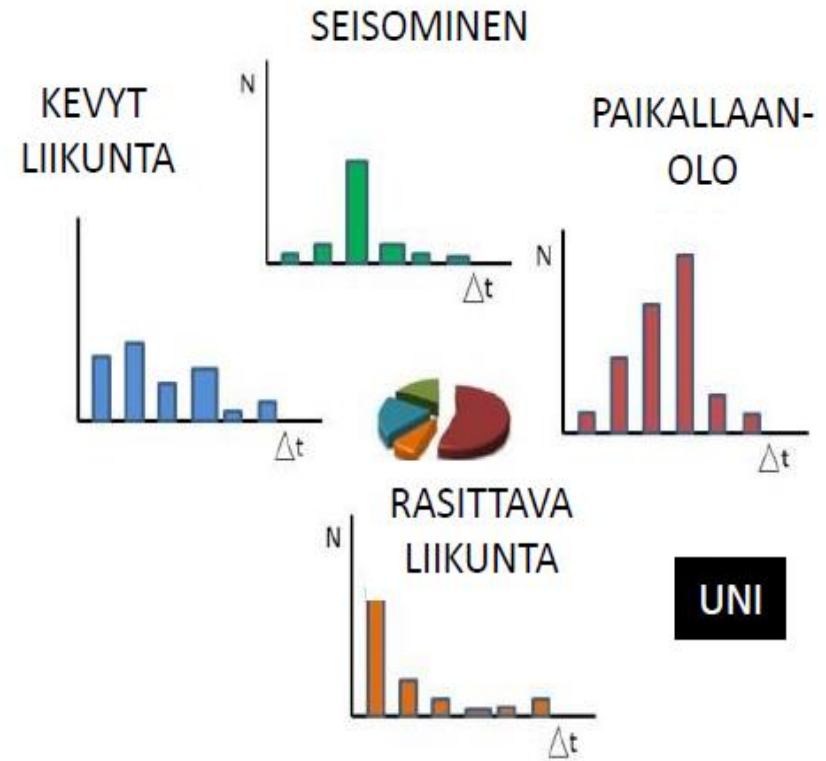 SEISOMINEN
N
Δt
KEVYT
LIIKUNTA
Δt
PAIKALLAAN-
OLO
N
Δt
RASITTAVA
LIIKUNTA
N
Δt
UNI